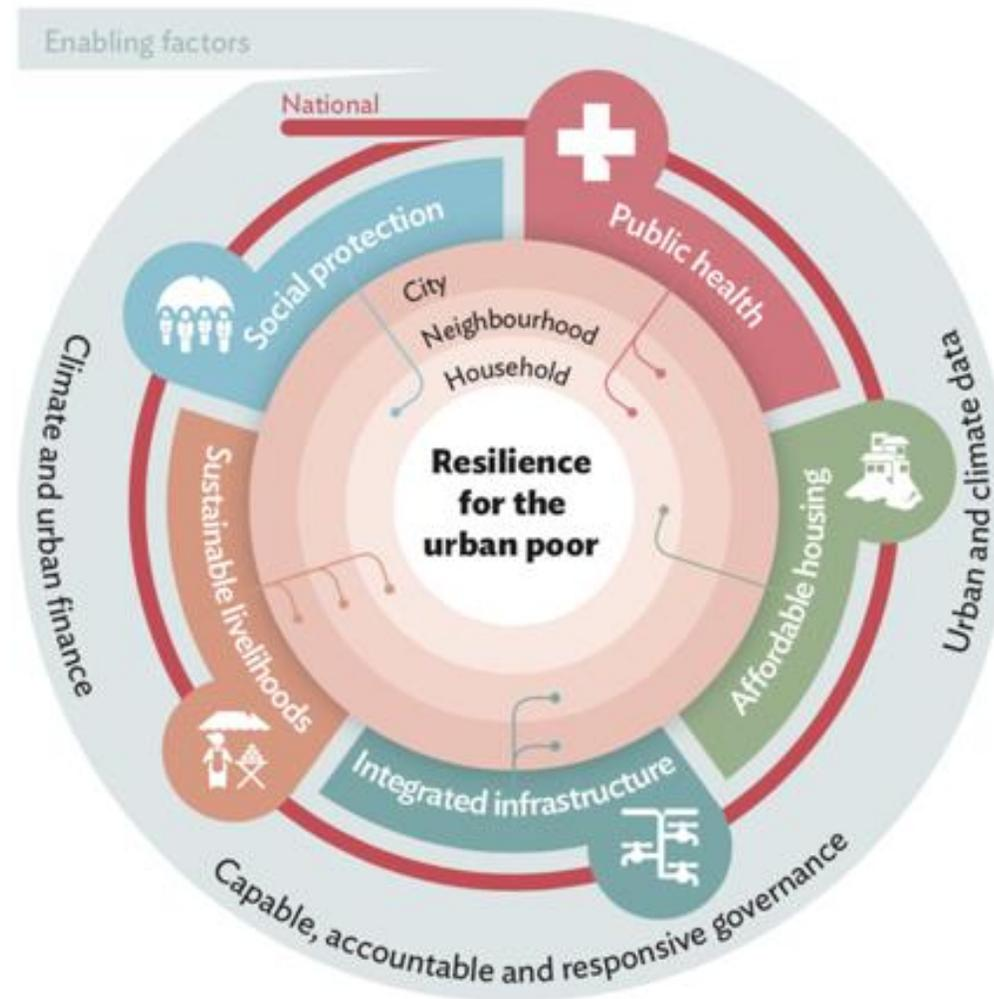 Enabling factors
National
Public health
Social protection
City
Neighbourhood
Household
Resilience
for the
urban poor
Affordable housing
Sustainable livelihoods
Integrated infrastructure
Climate and urban finance
Urban and climate data
Capable, accountable and responsive governance